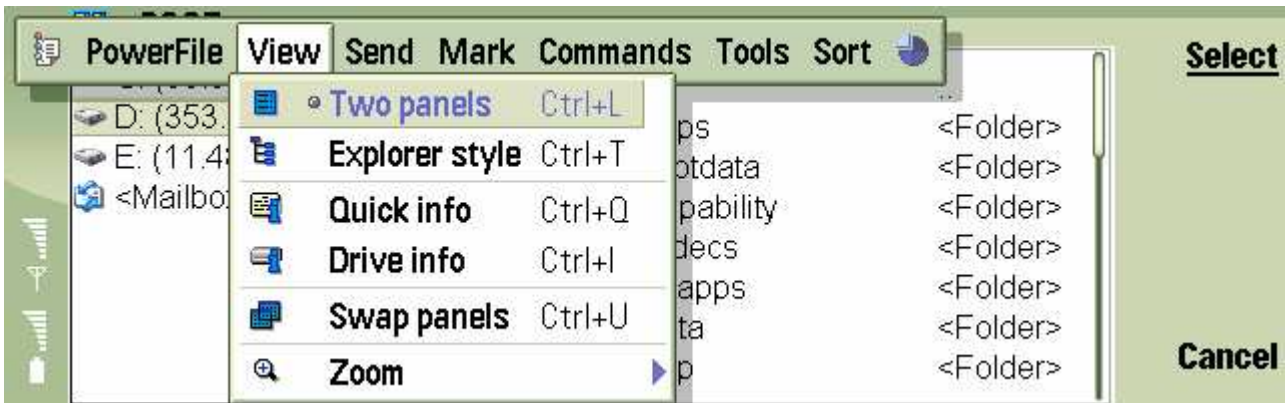 PowerFile View Send Mark Commands Tools Sort
Select
Two panels Ctrl+L
Explorer style Ctrl+T
Quick info Ctrl+Q
Drive info Ctrl+I
Swap panels Ctrl+U
Zoom
D: (353.
E: (11.4
<Mailbo
..
ps <Folder>
otdata <Folder>
pability <Folder>
decs <Folder>
apps <Folder>
ta <Folder>
p <Folder>
Cancel